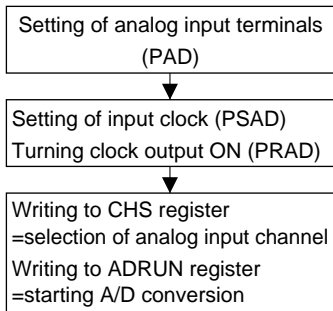 Setting of analog input terminals
(PAD)
Setting of input clock (PSAD)
Turning clock output ON (PRAD)
Writing to CHS register
=selection of analog input channel
Writing to ADRUN register
=starting A/D conversion